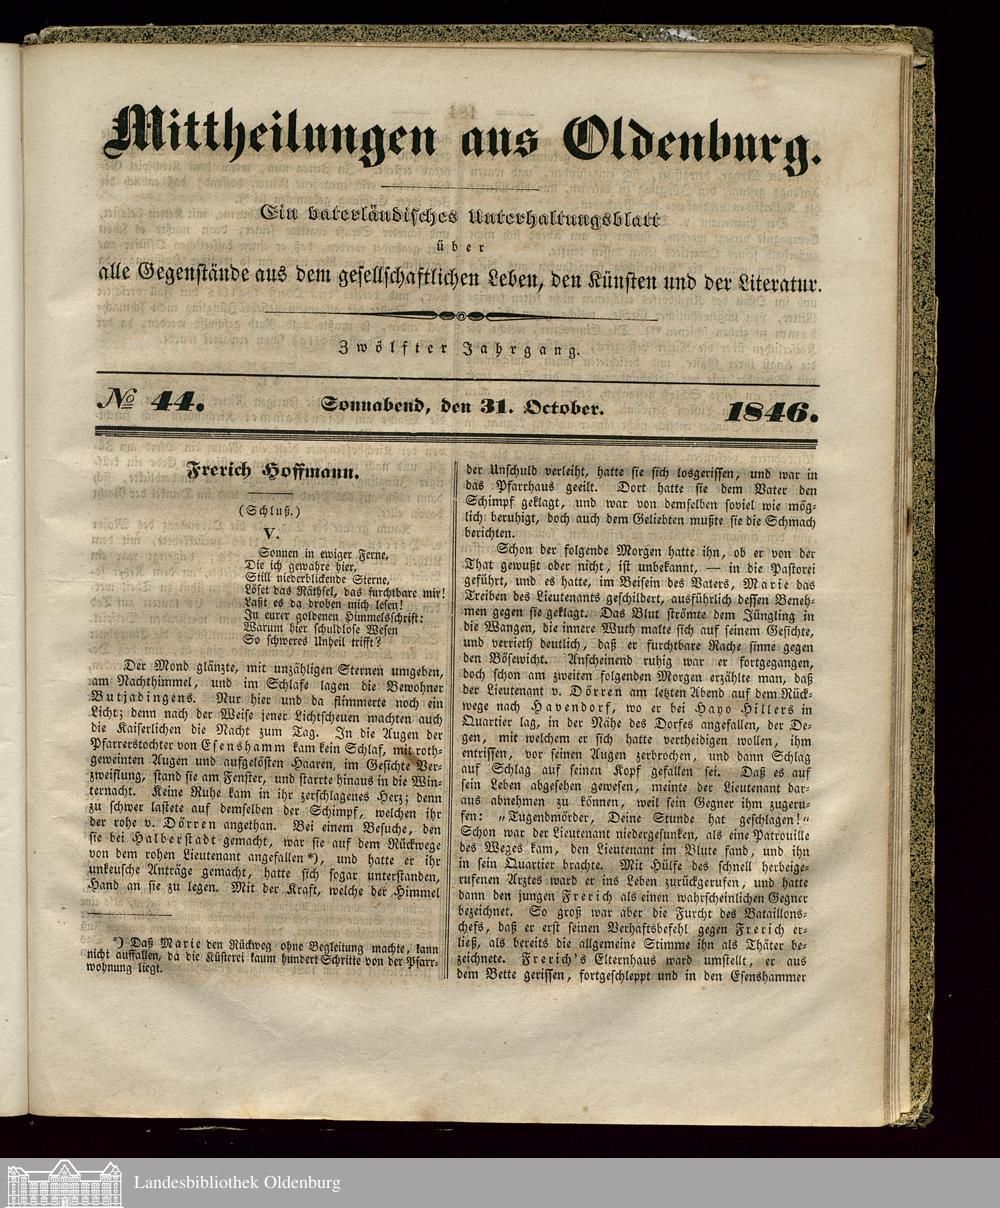 Mittheilungen aus Oldenburg.
Ein vaterländisches Unterhaltungsblatt
über
alle Gegenstände aus dem gesellschaftlichen Leben, den Künsten und der Literatur.
Zwölfter Jahrgang.
№ 44. Sonnabend, den 31. October. 1846.
Frerich Hoffmann.
(Schluß.)
V.
Sonnen in ewiger Ferne,
Die ich gewahre hier,
Still niederblickende Sterne,
Löset das Räthsel, das furchtbare mir!
Laßt es da droben mich lesen!
In eurer goldenen Himmelsschrift:
Warum hier schuldlose Wesen
So schweres Unheil trifft?
Der Mond glänzte, mit unzähligen Sternen umgeben,
am Nachthimmel, und im Schlafe lagen die Bewohner
Butjadingens. Nur hier und da flimmerte noch ein
Licht; denn nach der Weise jener Lichtscheuen wachten auch
die Kaiserlichen die Nacht zum Tag. In die Augen der
Pfarrerstochter von Esenshamm kam kein Schlaf, mit roth-
geweinten Augen und aufgelösten Haaren, im Gesichte Ver-
zweiflung, stand sie am Fenster, und starrte hinaus in die Win-
ternacht. Keine Ruhe kam in ihr zerschlagenes Herz; denn
zu schwer lastete auf demselben der Schimpf, welchen ihr
der rohe v. Dörren angethan. Bei einem Besuche, den
sie bei Halberstadt gemacht, war sie auf dem Rückwege
von dem rohen Lieutenant angefallen*), und hatte er ihr
unkeusche Anträge gemacht, hatte sich sogar unterstanden,
Hand an sie zu legen. Mit der Kraft, welche der Himmel
*) Daß Marie den Rückweg ohne Begleitung machte, kann
nicht auffallen, da die Küsterei kaum hundert Schritte von der Pfarr-
wohnung liegt.
der Unschuld verleiht, hatte sie sich losgerissen, und war in
das Pfarrhaus geeilt. Dort hatte sie dem Vater den
Schimpf geklagt, und war von demselben soviel wie mög-
lich beruhigt, doch auch dem Geliebten mußte sie die Schmach
berichten.
Schon der folgende Morgen hatte ihn, ob er von der
That gewußt oder nicht, ist unbekannt, — in die Pastorei
geführt, und es hatte, im Beisein des Vaters, Marie das
Treiben des Lieutenants geschildert, ausführlich dessen Beneh-
men gegen sie geklagt. Das Blut strömte dem Jüngling in
die Wangen, die innere Wuth malte sich auf seinem Gesichte,
und verrieth deutlich, daß er furchtbare Rache sinne gegen
den Bösewicht. Anscheinend ruhig war er fortgegangen,
doch schon am zweiten folgenden Morgen erzählte man, daß
der Lieutenant v. Dörren am letzten Abend auf dem Rück-
wege nach Havendorf, wo er bei Hayo Hillers in
Quartier lag, in der Nähe des Dorfes angefallen, der De-
gen, mit welchem er sich hatte vertheidigen wollen, ihm
entrissen, vor seinen Augen zerbrochen, und dann Schlag
auf Schlag auf seinen Kopf gefallen sei. Daß es auf
sein Leben abgesehen gewesen, meinte der Lieutenant dar-
aus abnehmen zu können, weil sein Gegner ihm zugeru-
fen: „Tugendmörder, Deine Stunde hat geschlagen!“
Schon war der Lieutenant niedergesunken, als eine Patrouille
des Weges kam, den Lieutenant im Blute fand, und ihn
in sein Quartier brachte. Mit Hülfe des schnell herbeige-
rufenen Arztes ward er ins Leben zurückgerufen, und hatte
dann den jungen Frerich als einen wahrscheinlichen Gegner
bezeichnet. So groß war aber die Furcht des Bataillons-
chefs, daß er erst seinen Verhaftsbefehl gegen Frerich er-
ließ, als bereits die allgemeine Stimme ihn als Thäter be-
zeichnete. Frerich's Elternhaus ward umstellt, er aus
dem Bette gerissen, fortgeschleppt und in den Esenshammer
Landesbibliothek Oldenburg